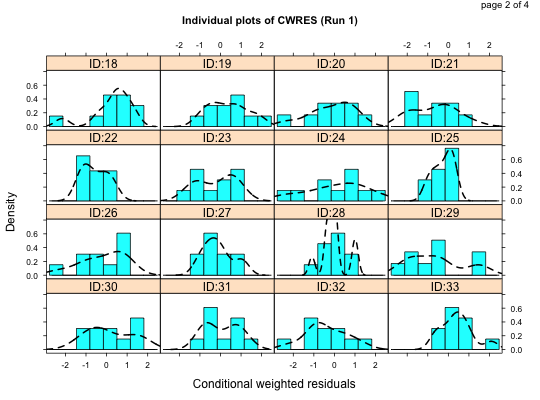 page 2 of 4
Individual plots of CWRES (Run 1)
-2 -1 0 1 2 -2 -1 0 1 2
ID:18 ID:19 ID:20 ID:21
0.6
0.4
0.2
0.0
ID:22 ID:23 ID:24 ID:25
0.6
0.4
0.2
0.0
ID:26 ID:27 ID:28 ID:29
0.6
0.4
0.2
0.0
ID:30 ID:31 ID:32 ID:33
0.6
0.4
0.2
0.0
-2 -1 0 1 2 -2 -1 0 1 2
Density
Conditional weighted residuals